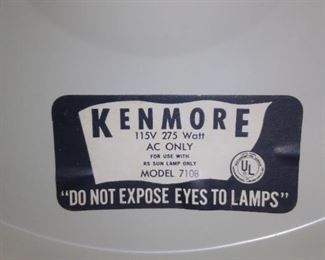 KENMORE
115V 275 Watt
AC ONLY
FOR USE WITH
RS SUN LAMP ONLY
MODEL 7108
UL
"DO NOT EXPOSE EYES TO LAMPS"